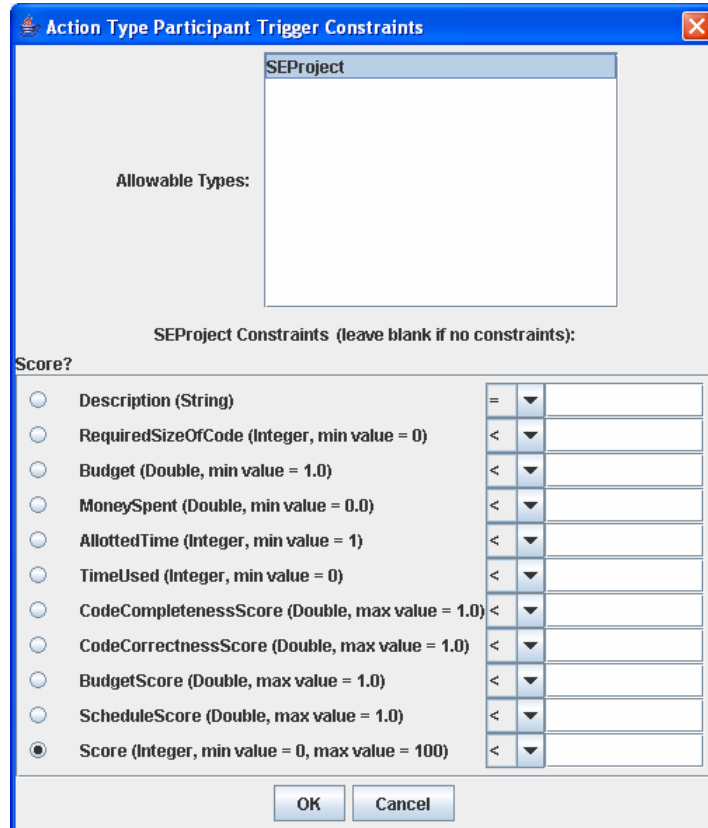 Action Type Participant Trigger Constraints
SEProject
Allowable Types:
SEProject Constraints (leave blank if no constraints):
Score?
Description (String) =
RequiredSizeOfCode (Integer, min value = 0) <
Budget (Double, min value = 1.0) <
MoneySpent (Double, min value = 0.0) <
AllottedTime (Integer, min value = 1) <
TimeUsed (Integer, min value = 0) <
CodeCompletenessScore (Double, max value = 1.0) <
CodeCorrectnessScore (Double, max value = 1.0) <
BudgetScore (Double, max value = 1.0) <
ScheduleScore (Double, max value = 1.0) <
Score (Integer, min value = 0, max value = 100) <
OK Cancel